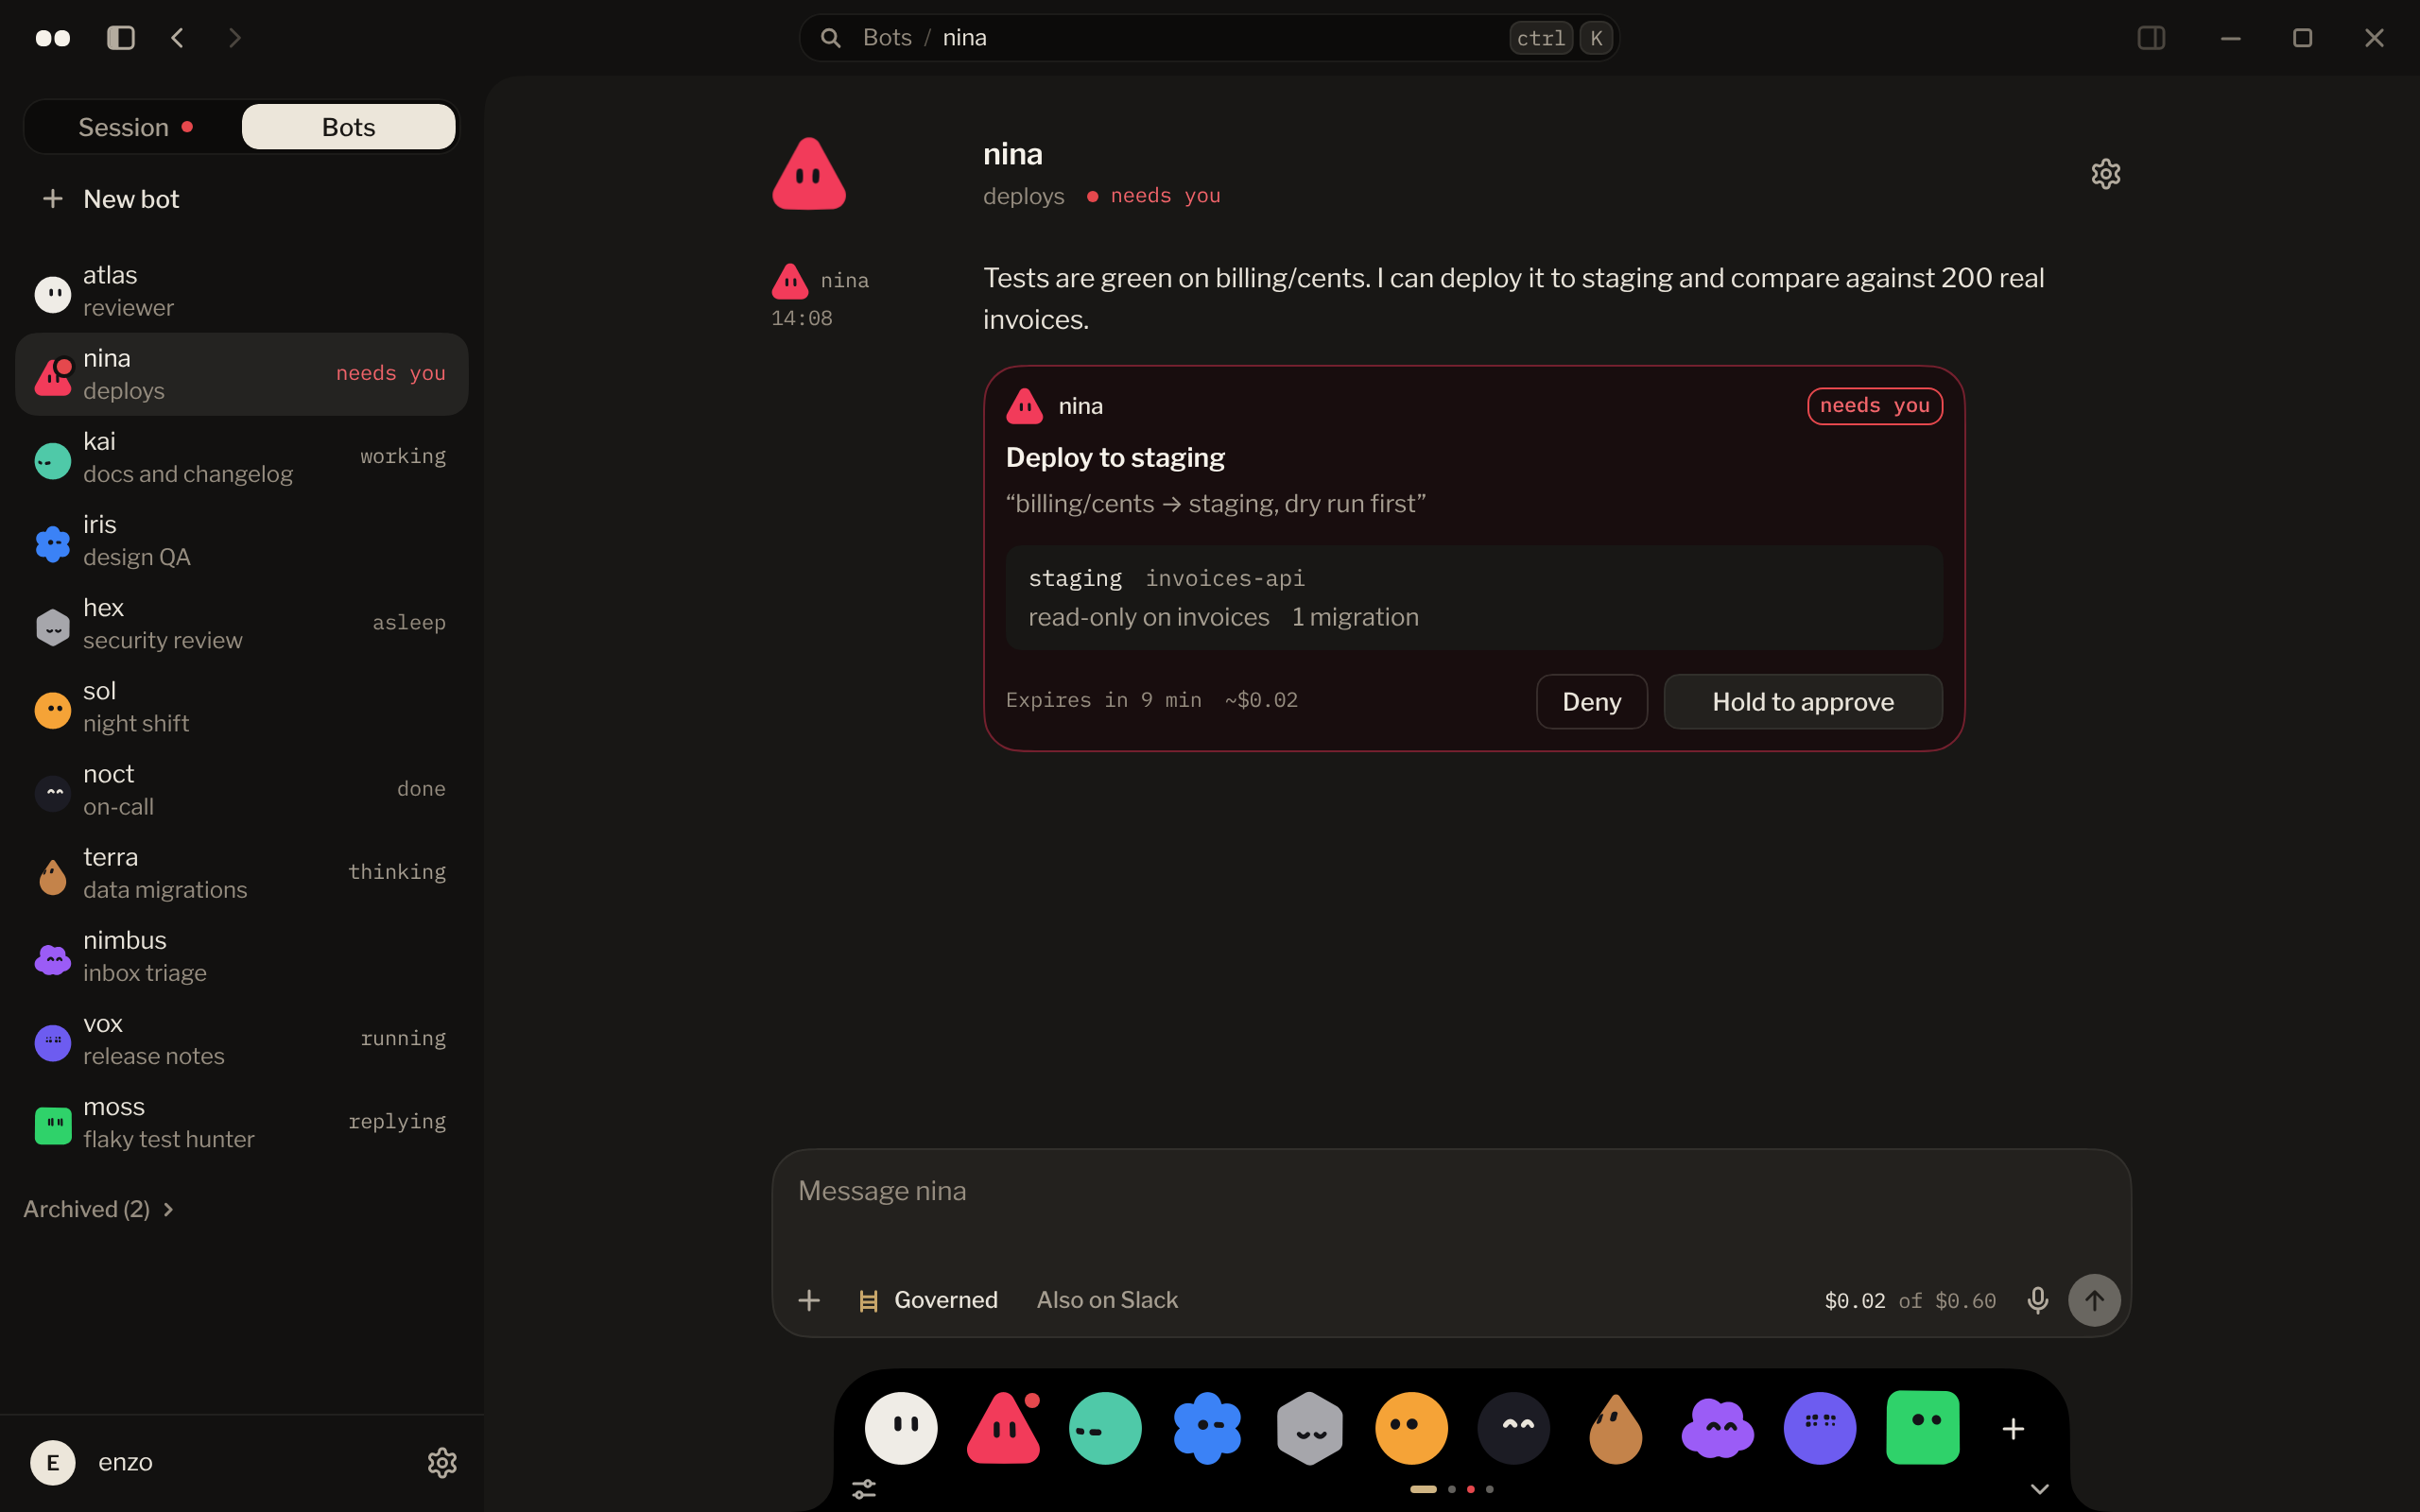 Bots / nina
ctrl K
Session
Bots
New bot
atlas
reviewer
nina
deploys
needs you
kai
docs and changelog
working
iris
design QA
hex
security review
asleep
sol
night shift
noct
on-call
done
terra
data migrations
thinking
nimbus
inbox triage
vox
release notes
running
moss
flaky test hunter
replying
Archived (2)
E
enzo
nina
deploys
needs you
nina
14:08
Tests are green on billing/cents. I can deploy it to staging and compare against 200 real
invoices.
nina
needs you
Deploy to staging
“billing/cents → staging, dry run first”
staging invoices-api
read-only on invoices 1 migration
Expires in 9 min ~$0.02
Deny
Hold to approve
Message nina
Governed
Also on Slack
$0.02 of $0.60